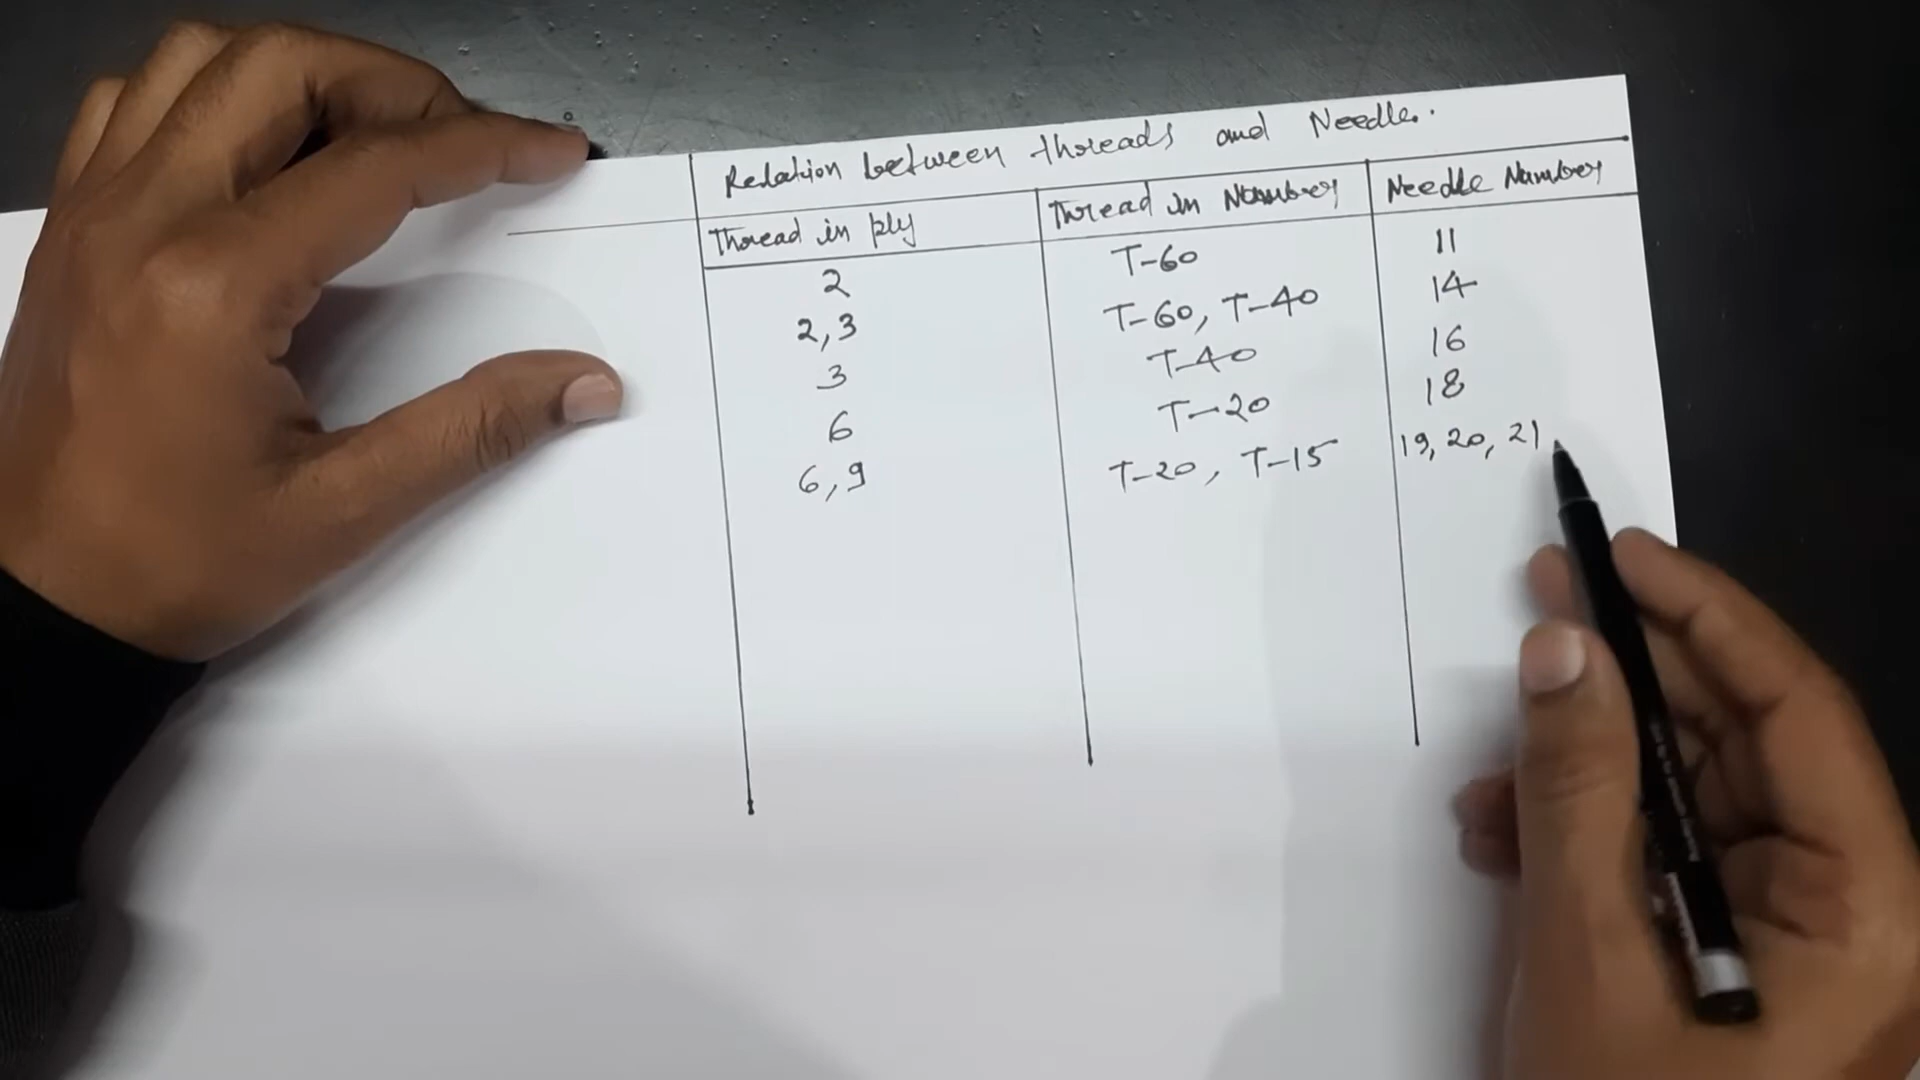 Relation between threads and Needle.
Thread in ply Thread in Number Needle Number
2 T-60 11
2,3 T-60, T-40 14
3 T-40 16
6 T-20 18
6,9 T-20, T-15 19, 20, 21